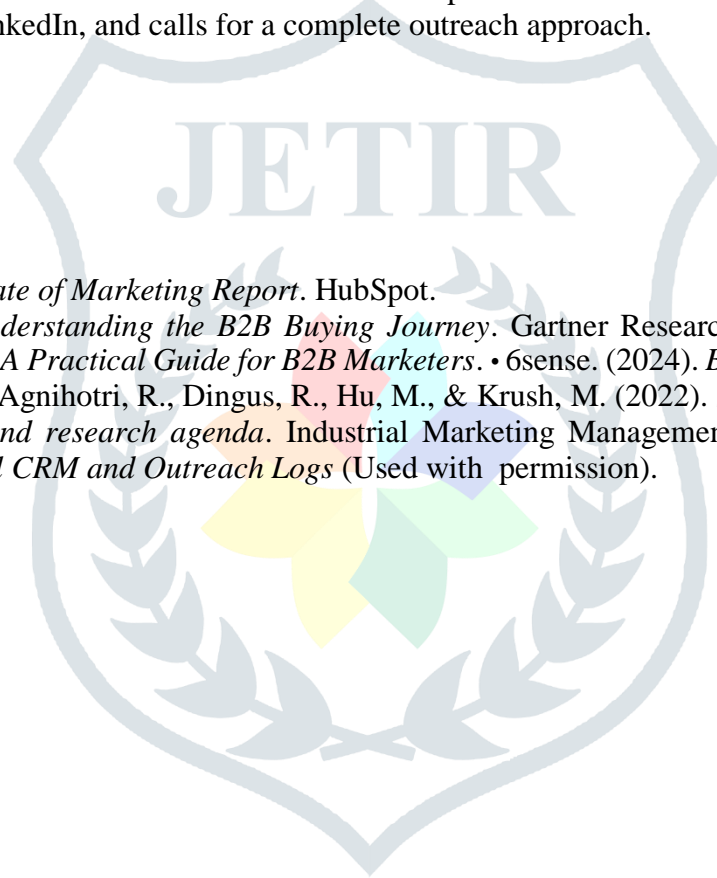 nkedIn, and calls for a complete outreach approach.
JETIR
ate of Marketing Report. HubSpot.
nderstanding the B2B Buying Journey. Gartner Researc
A Practical Guide for B2B Marketers. • 6sense. (2024). B
Agnihotri, R., Dingus, R., Hu, M., & Krush, M. (2022).
nd research agenda. Industrial Marketing Managemen
l CRM and Outreach Logs (Used with permission).